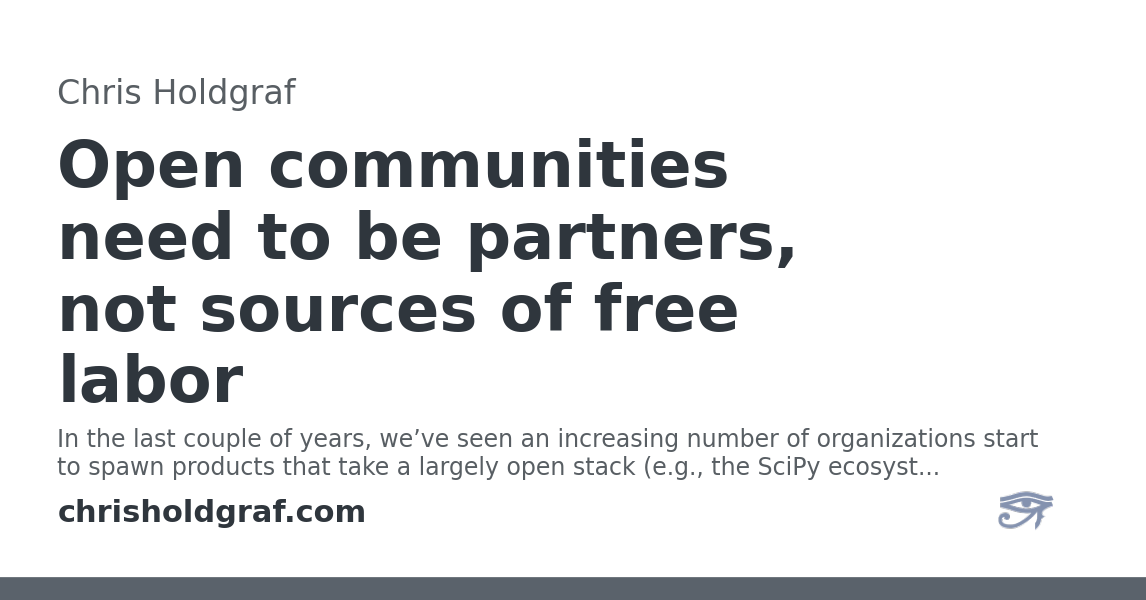 Chris Holdgraf
Open communities
need to be partners,
not sources of free
labor
In the last couple of years, we’ve seen an increasing number of organizations start
to spawn products that take a largely open stack (e.g., the SciPy ecosyst...
chrisholdgraf.com